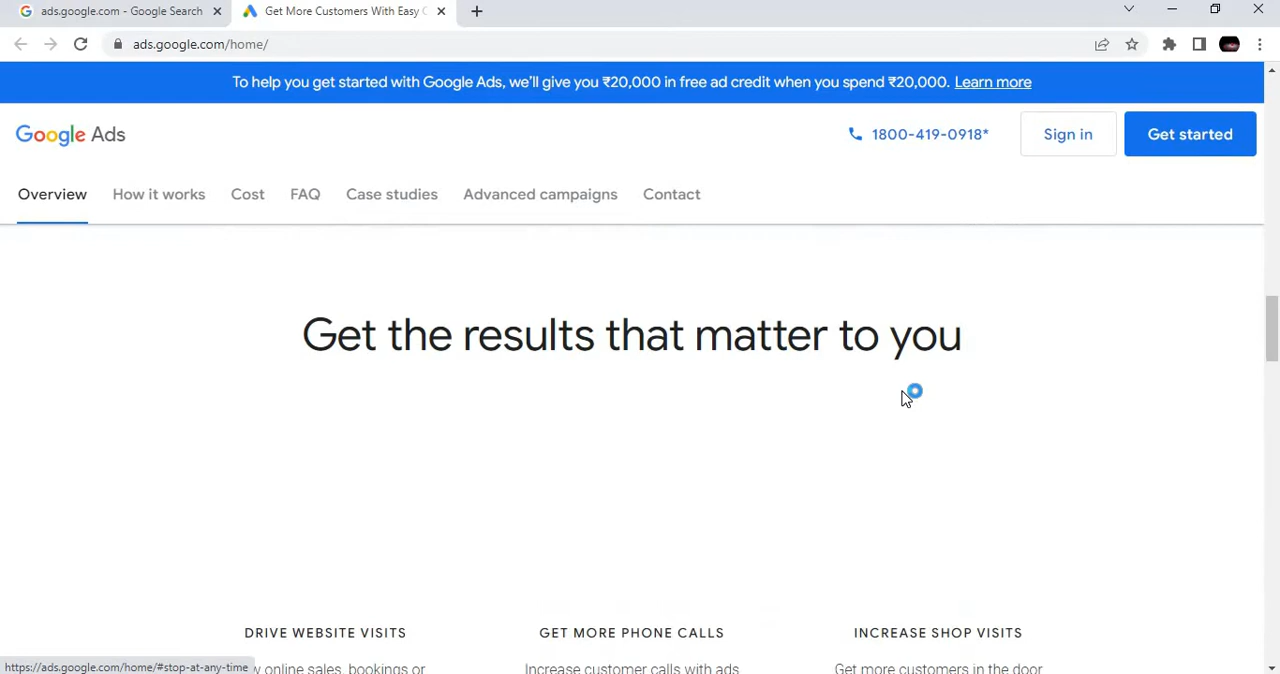 ads.google.com - Google Search
Get More Customers With Easy
ads.google.com/home/
To help you get started with Google Ads, we'll give you ₹20,000 in free ad credit when you spend ₹20,000. Learn more
Google Ads
1800-419-0918*
Sign in
Get started
Overview
How it works
Cost
FAQ
Case studies
Advanced campaigns
Contact
Get the results that matter to you
DRIVE WEBSITE VISITS
GET MORE PHONE CALLS
INCREASE SHOP VISITS
online sales, bookings or
Increase customer calls with ads
Get more customers in the door
https://ads.google.com/home/#stop-at-any-time